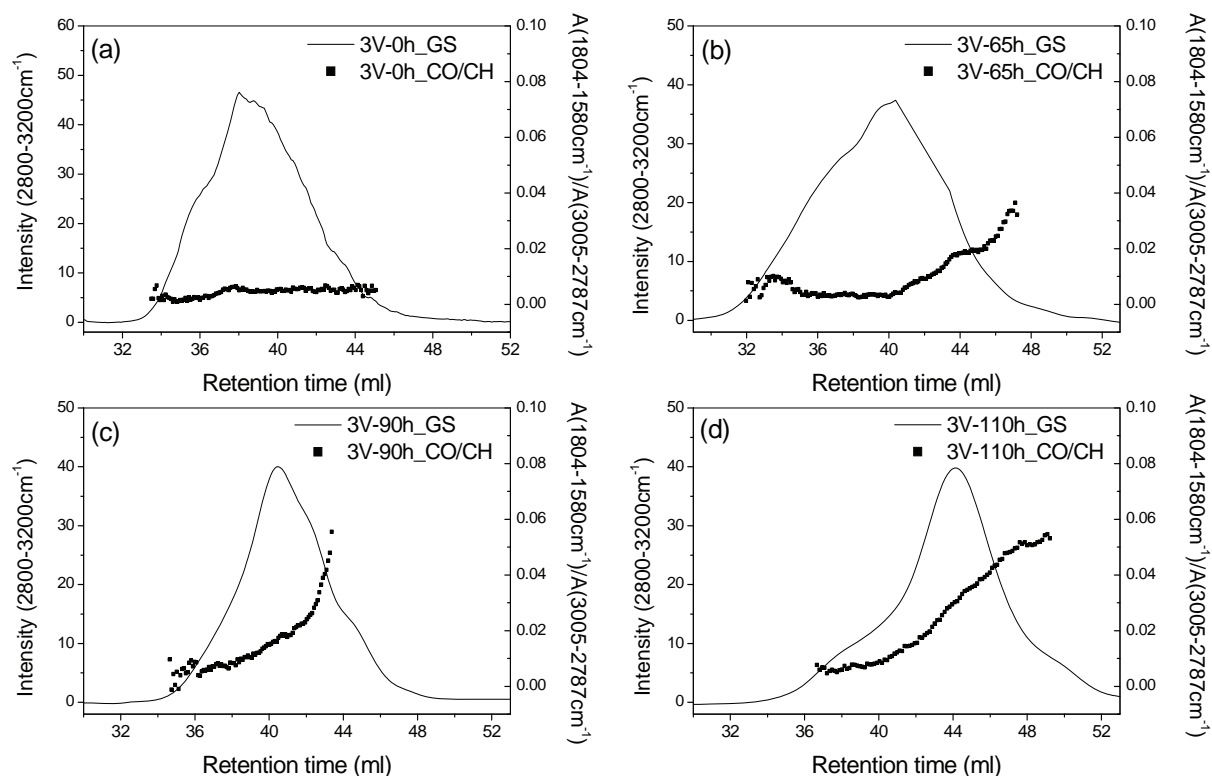 (a)
3V-0h_GS
3V-0h_CO/CH
Intensity (2800-3200cm⁻¹)
60
50
40
30
20
10
0
0.10
0.08
0.06
0.04
0.02
0.00
A(1804-1580cm⁻¹)/A(3005-2787cm⁻¹)
32 36 40 44 48 52
Retention time (ml)
(b)
3V-65h_GS
3V-65h_CO/CH
Intensity (2800-3200cm⁻¹)
50
40
30
20
10
0
0.10
0.08
0.06
0.04
0.02
0.00
A(1804-1580cm⁻¹)/A(3005-2787cm⁻¹)
32 36 40 44 48 52
Retention time (ml)
(c)
3V-90h_GS
3V-90h_CO/CH
Intensity (2800-3200cm⁻¹)
50
40
30
20
10
0
0.10
0.08
0.06
0.04
0.02
0.00
A(1804-1580cm⁻¹)/A(3005-2787cm⁻¹)
32 36 40 44 48 52
Retention time (ml)
(d)
3V-110h_GS
3V-110h_CO/CH
Intensity (2800-3200cm⁻¹)
50
40
30
20
10
0
0.10
0.08
0.06
0.04
0.02
0.00
A(1804-1580cm⁻¹)/A(3005-2787cm⁻¹)
32 36 40 44 48 52
Retention time (ml)